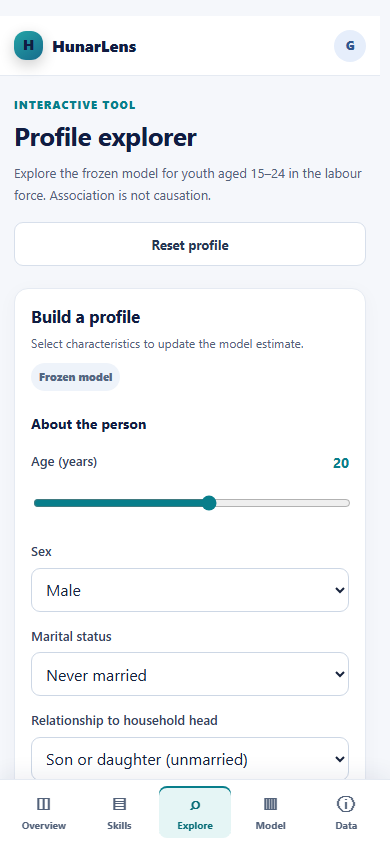 H HunarLens G
INTERACTIVE TOOL
Profile explorer
Explore the frozen model for youth aged 15–24 in the labour
force. Association is not causation.
Reset profile
Build a profile
Select characteristics to update the model estimate.
Frozen model
About the person
Age (years) 20
Sex
Male
Marital status
Never married
Relationship to household head
Son or daughter (unmarried)
Overview Skills Explore Model Data